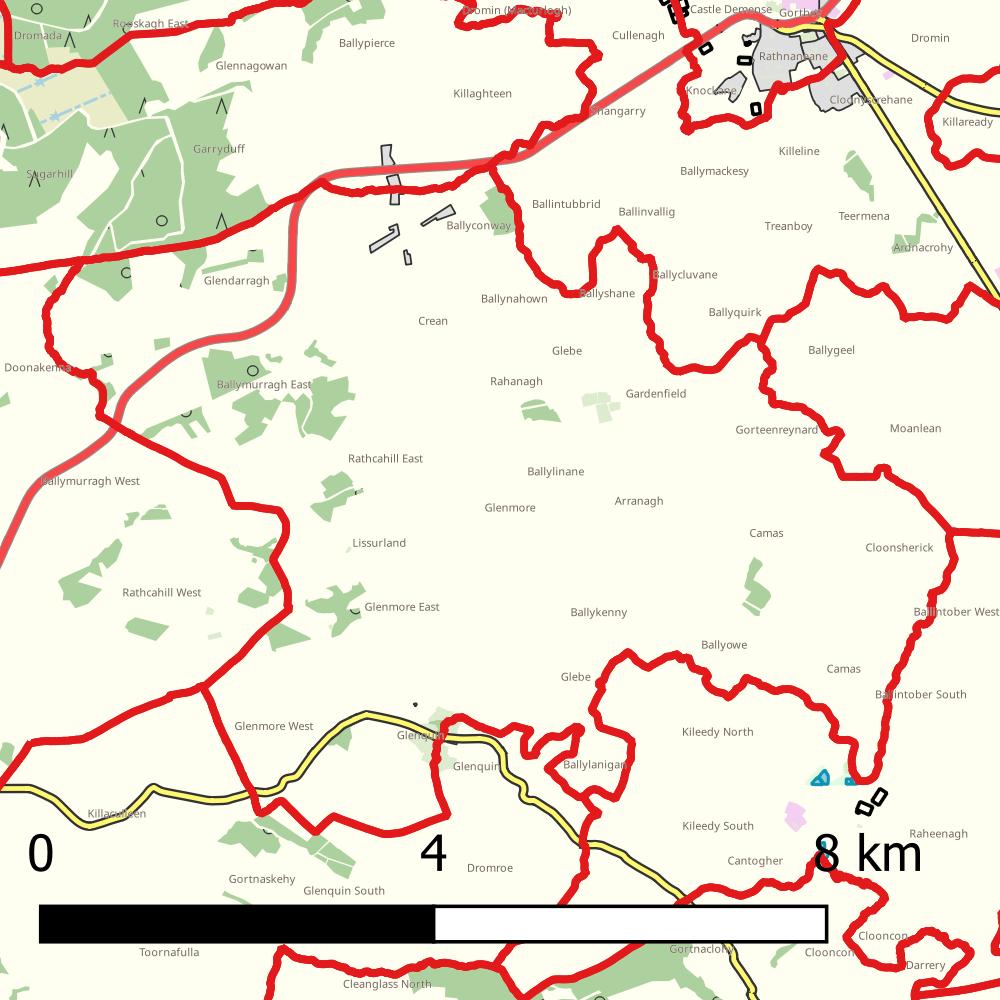 Castle Demesne
Dromin (Macturlogh)
Rooskagh East
Dromada
Cullenagh
Dromin
Ballypierce
Rathnaneane
Glennagowan
Knockane
Killaghteen
Cloonyscrehane
Shangarry
Killaready
Garryduff
Killeline
Ballymackesy
Sugarhill
Ballintubbrid
Ballinvallig
Teermena
Ballyconway
Treanboy
Ardnacrohy
Ballycluvane
Glendarragh
Ballynahown
Ballyshane
Ballyquirk
Crean
Glebe
Ballygeel
Doonakenna
Ballymurragh East
Rahanagh
Gardenfield
Gorteenreynard
Moanlean
Rathcahill East
Ballylinane
Ballymurragh West
Arranagh
Glenmore
Camas
Lissurland
Cloonsherick
Rathcahill West
Glenmore East
Ballykenny
Ballintober West
Ballyowe
Glebe
Camas
Ballintober South
Glenmore West
Glenquin
Kileedy North
Glenquin
Ballylanigan
Killaculleen
Kileedy South
Raheenagh
0 4 8 km
Cantogher
Dromroe
Gortnaskehy
Glenquin South
Clooncon
Gortnaclohy
Clooncon
Toornafulla
Darrery
Cleanglass North